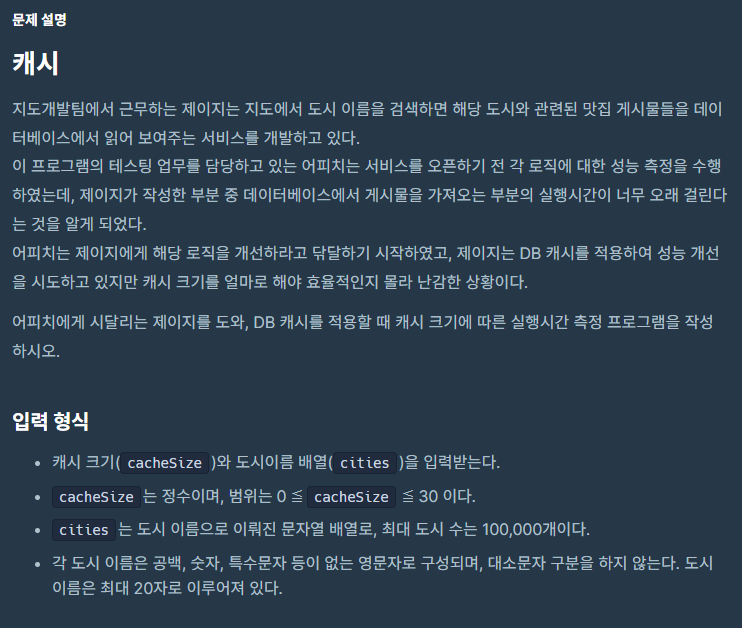 문제 설명
캐시
지도개발팀에서 근무하는 제이지는 지도에서 도시 이름을 검색하면 해당 도시와 관련된 맛집 게시물들을 데이
터베이스에서 읽어 보여주는 서비스를 개발하고 있다.
이 프로그램의 테스팅 업무를 담당하고 있는 어피치는 서비스를 오픈하기 전 각 로직에 대한 성능 측정을 수행
하였는데, 제이지가 작성한 부분 중 데이터베이스에서 게시물을 가져오는 부분의 실행시간이 너무 오래 걸린다
는 것을 알게 되었다.
어피치는 제이지에게 해당 로직을 개선하라고 닦달하기 시작하였고, 제이지는 DB 캐시를 적용하여 성능 개선
을 시도하고 있지만 캐시 크기를 얼마로 해야 효율적인지 몰라 난감한 상황이다.
어피치에게 시달리는 제이지를 도와, DB 캐시를 적용할 때 캐시 크기에 따른 실행시간 측정 프로그램을 작성
하시오.
입력 형식
• 캐시 크기( cacheSize )와 도시이름 배열( cities )을 입력받는다.
• cacheSize 는 정수이며, 범위는 0 ≦ cacheSize ≦ 30 이다.
• cities 는 도시 이름으로 이뤄진 문자열 배열로, 최대 도시 수는 100,000개이다.
• 각 도시 이름은 공백, 숫자, 특수문자 등이 없는 영문자로 구성되며, 대소문자 구분을 하지 않는다. 도시
이름은 최대 20자로 이루어져 있다.